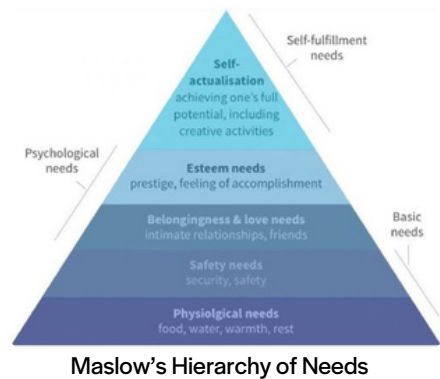 Self-fulfillment
needs
Self-
actualisation
achieving one's full
potential, including
creative activities
Psychological
needs
Esteem needs
prestige, feeling of accomplishment
Belongingness & love needs
intimate relationships, friends
Basic
needs
Safety needs
security, safety
Physiolgical needs
food, water, warmth, rest
Maslow's Hierarchy of Needs